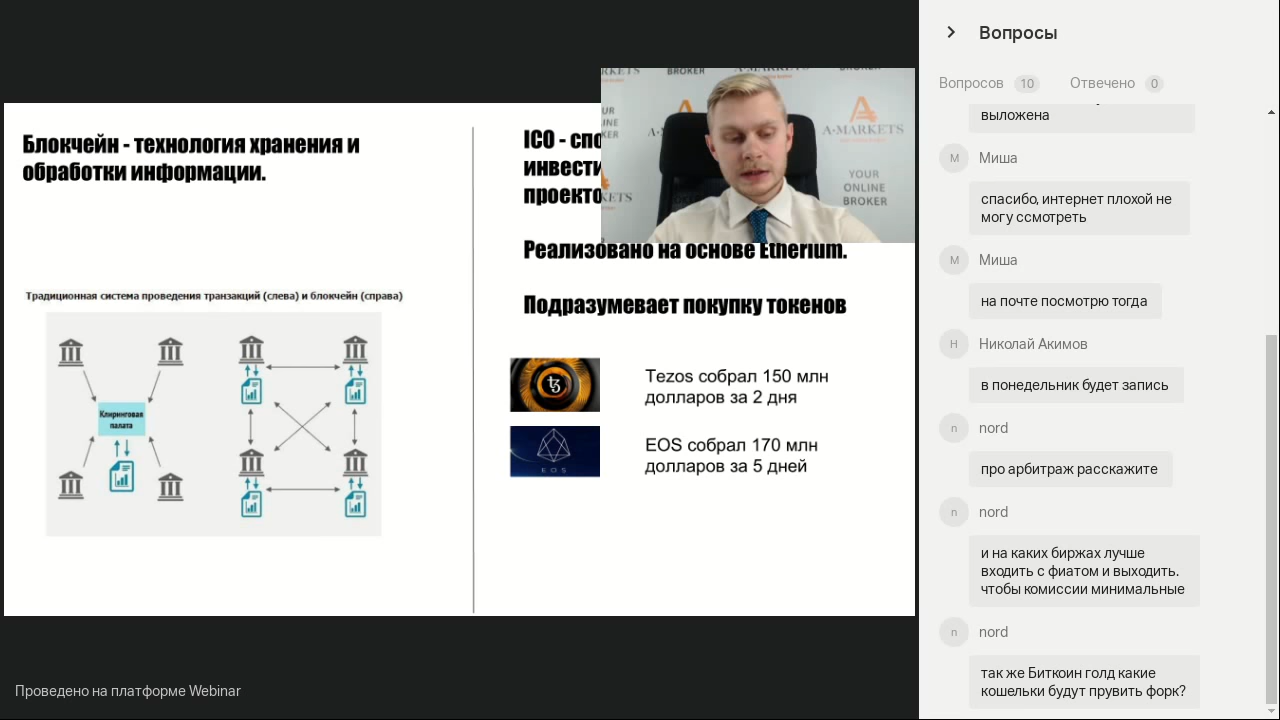 Блокчейн - технология хранения и
обработки информации.
Традиционная система проведения транзакций (слева) и блокчейн (справа)
Клиринговая
палата
ICO -
Реализовано на основе Etherium.
Подразумевает покупку токенов
Tezos собрал 150 млн
долларов за 2 дня
EOS
EOS собрал 170 млн
долларов за 5 дней
BROKER
BROKER
A·MARKETS
YOUR
ONLINE
BROKER
Проведено на платформе Webinar
Вопросы
Вопросов 10 Отвечено 0
выложена
М Миша
спасибо, интернет плохой не
могу ссмотреть
М Миша
на почте посмотрю тогда
Н Николай Акимов
в понедельник будет запись
n nord
про арбитраж расскажите
n nord
и на каких биржах лучше
входить с фиатом и выходить.
чтобы комиссии минимальные
n nord
так же Биткоин голд какие
кошельки будут прувить форк?